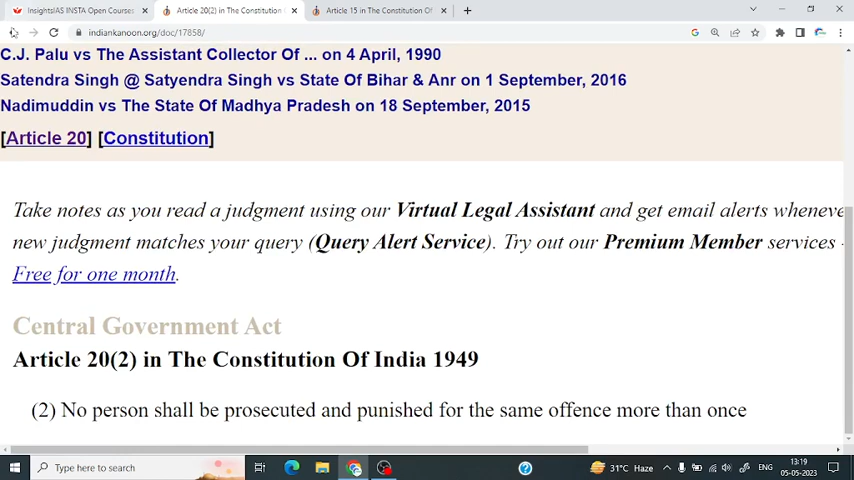 InsightsIAS INSTA Open Courses
Article 20(2) in The Constitution
Article 15 in The Constitution Of
indiankanoon.org/doc/17858/
C.J. Palu vs The Assistant Collector Of ... on 4 April, 1990
Satendra Singh @ Satyendra Singh vs State Of Bihar & Anr on 1 September, 2016
Nadimuddin vs The State Of Madhya Pradesh on 18 September, 2015
[Article 20] [Constitution]
Take notes as you read a judgment using our Virtual Legal Assistant and get email alerts wheneve
new judgment matches your query (Query Alert Service). Try out our Premium Member services -
Free for one month.
Central Government Act
Article 20(2) in The Constitution Of India 1949
(2) No person shall be prosecuted and punished for the same offence more than once
Type here to search
31°C Haze
ENG
13:19
05-05-2023